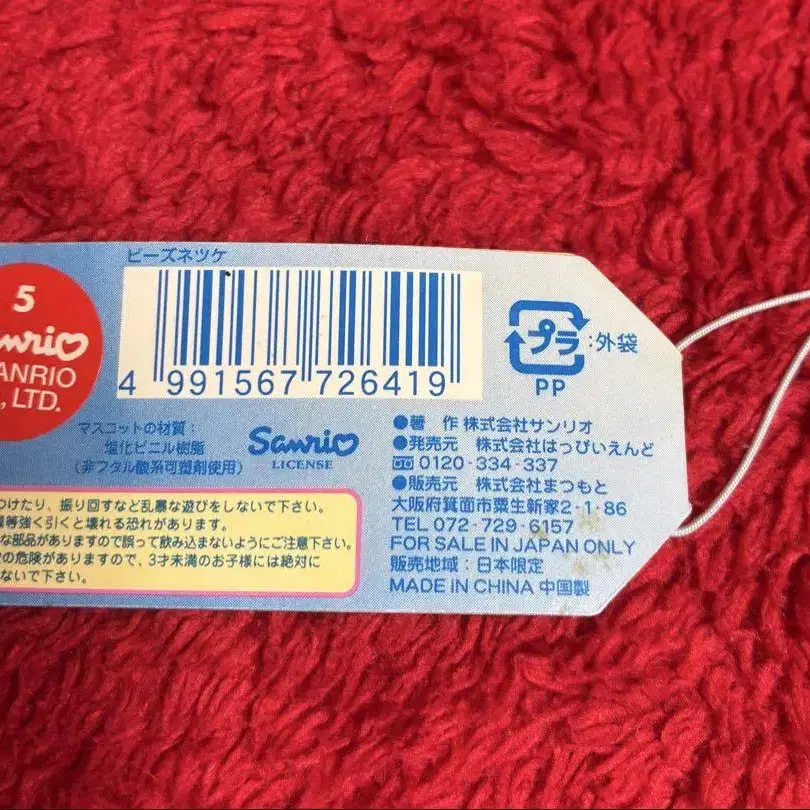 ビーズネツケ
5
Sanrio
SANRIO
., LTD.
4 991567 726419
プラ :外袋
PP
マスコットの材質:
塩化ビニル樹脂
(非フタル酸系可塑剤使用)
Sanrio
LICENSE
●著 作 株式会社サンリオ
●発売元 株式会社はっぴいえんど
0120-334-337
●販売元 株式会社まつもと
大阪府箕面市粟生新家2-1-86
TEL 072-729-6157
FOR SALE IN JAPAN ONLY
販売地域:日本限定
MADE IN CHINA 中国製
つけたり、振り回すなど乱暴な遊びをしないで下さい。
等強く引くと壊れる恐れがあります。
な部品がありますので誤って飲み込まないようにご注意下さい。
の危険がありますので、3才未満のお子様には絶対に
ないで下さい。